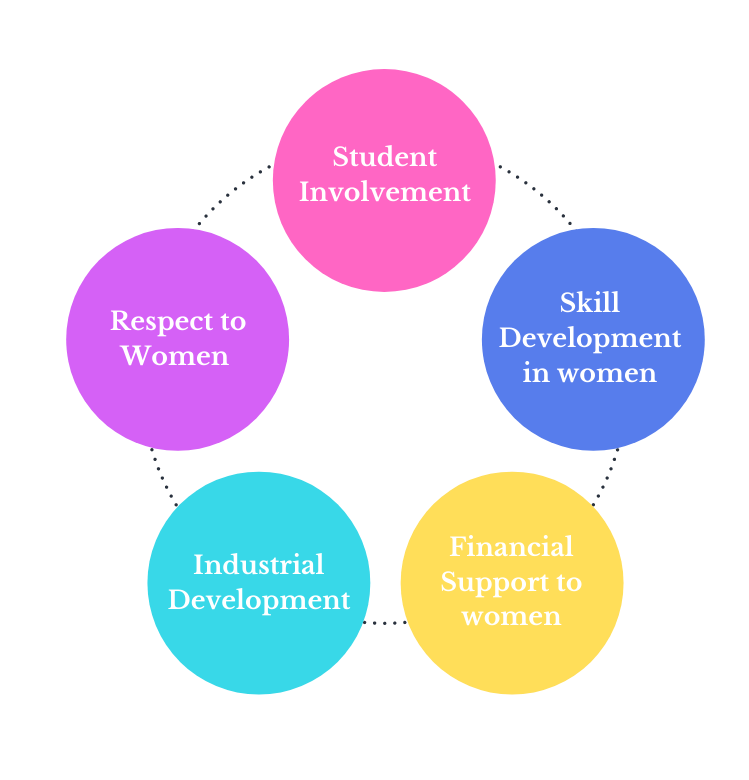 Student
Involvement
Skill
Development
in women
Financial
Support to
women
Industrial
Development
Respect to
Women